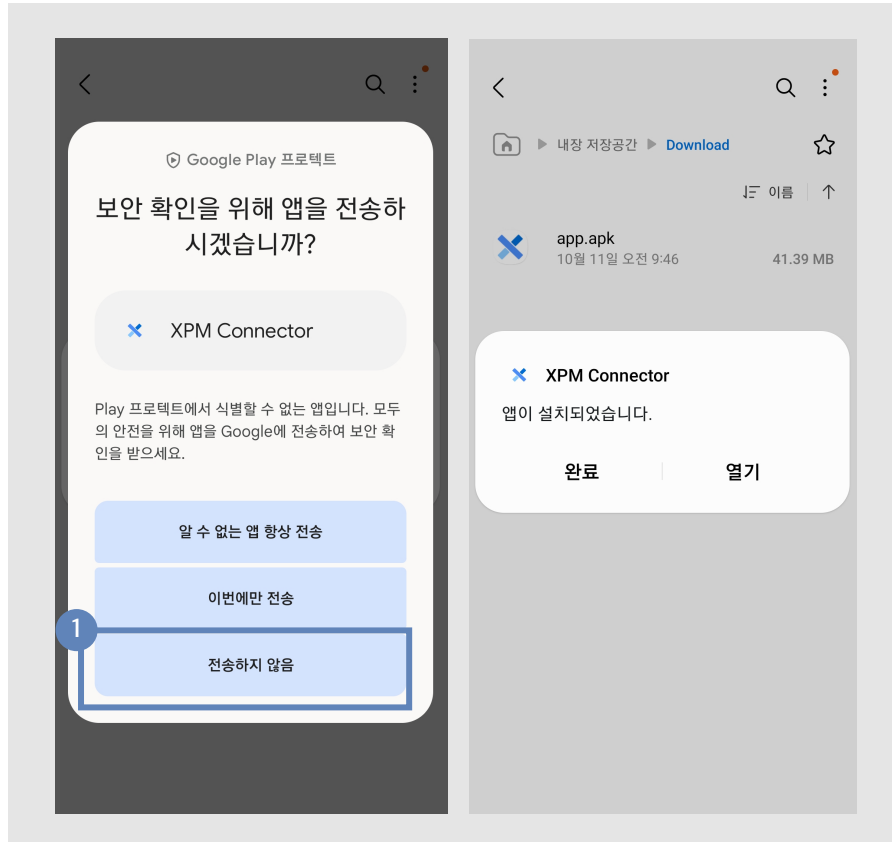 Google Play 프로텍트
보안 확인을 위해 앱을 전송하
시겠습니까?
XPM Connector
Play 프로텍트에서 식별할 수 없는 앱입니다. 모두
의 안전을 위해 앱을 Google에 전송하여 보안 확
인을 받으세요.
알 수 없는 앱 항상 전송
이번에만 전송
1
전송하지 않음
내장 저장공간 Download
이름
app.apk
10월 11일 오전 9:46 41.39 MB
XPM Connector
앱이 설치되었습니다.
완료 열기